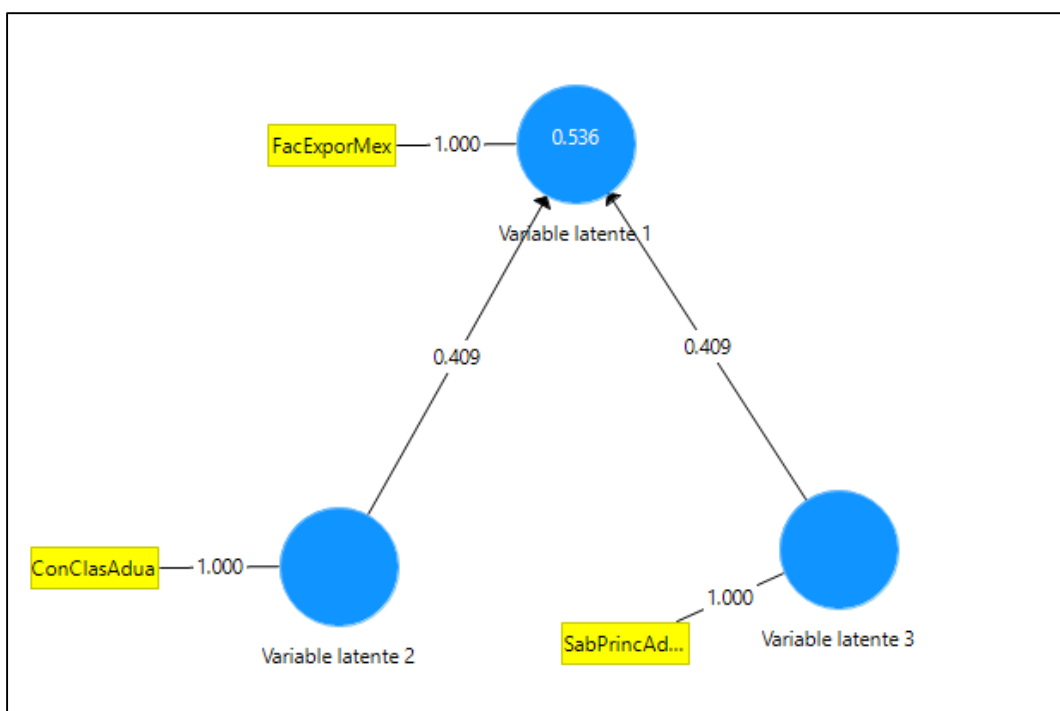 0.536
FacExporMex
1.000
Variable latente 1
0.409
0.409
ConClasAdua
1.000
1.000
SabPrincAd...
Variable latente 3
Variable latente 2